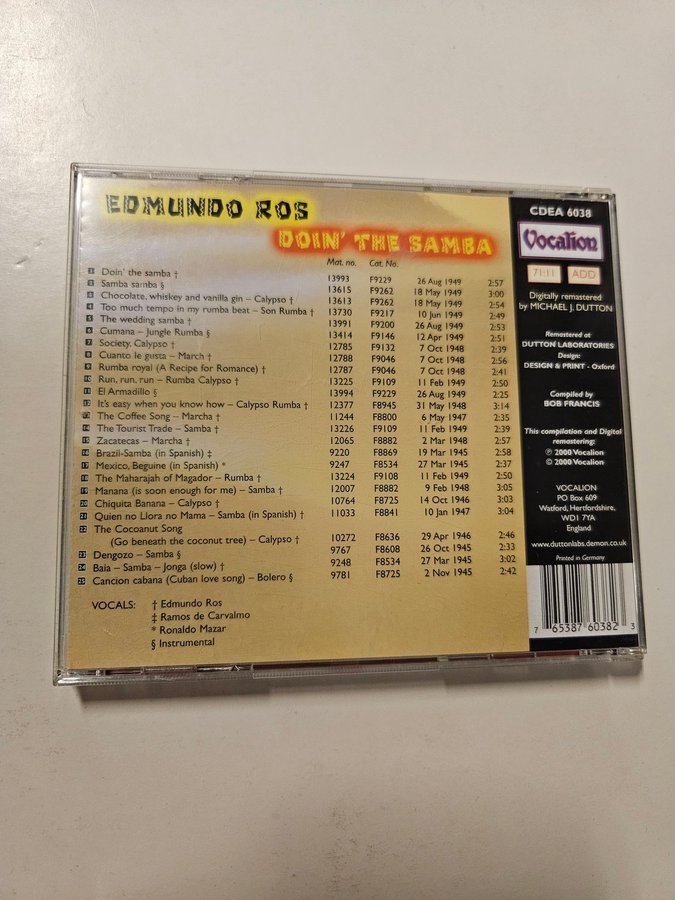 EDMUNDO ROS
DOIN' THE SAMBA
Mat. no. Cat. No.
1 Doin' the samba † 13993 F9229 26 Aug 1949 2:57
2 Samba samba § 13615 F9262 18 May 1949 3:00
3 Chocolate, whiskey and vanilla gin – Calypso † 13613 F9262 18 May 1949 2:54
4 Too much tempo in my rumba beat – Son Rumba † 13730 F9217 10 Jun 1949 2:49
5 The wedding samba † 13991 F9200 26 Aug 1949 2:53
6 Cumana – Jungle Rumba § 13414 F9146 12 Apr 1949 2:51
7 Society, Calypso † 12785 F9132 7 Oct 1948 2:39
8 Cuanto le gusta – March † 12788 F9046 7 Oct 1948 2:56
9 Rumba royal (A Recipe for Romance) † 12787 F9046 7 Oct 1948 2:41
10 Run, run, run – Rumba Calypso † 13225 F9109 11 Feb 1949 2:50
11 El Armadillo § 13994 F9229 26 Aug 1949 2:25
12 It's easy when you know how – Calypso Rumba † 12377 F8945 31 May 1948 3:14
13 The Coffee Song – Marcha † 11244 F8800 6 May 1947 2:35
14 The Tourist Trade – Samba † 13226 F9109 11 Feb 1949 2:39
15 Zacatecas – Marcha † 12065 F8882 2 Mar 1948 2:57
16 Brazil-Samba (in Spanish) ‡ 9220 F8869 19 Mar 1945 2:58
17 Mexico, Beguine (in Spanish) * 9247 F8534 27 Mar 1945 2:37
18 The Maharajah of Magador – Rumba † 13224 F9108 11 Feb 1949 2:50
19 Manana (is soon enough for me) – Samba † 12007 F8882 9 Feb 1948 3:05
20 Chiquita Banana – Calypso † 10764 F8725 14 Oct 1946 3:03
21 Quien no Llora no Mama – Samba (in Spanish) † 11033 F8841 10 Jan 1947 3:04
22 The Cocoanut Song
(Go beneath the coconut tree) – Calypso † 10272 F8636 29 Apr 1946 2:46
23 Dengozo – Samba § 9767 F8608 26 Oct 1945 2:33
24 Baia – Samba – Jonga (slow) † 9248 F8534 27 Mar 1945 3:02
25 Cancion cabana (Cuban love song) – Bolero § 9781 F8725 2 Nov 1945 2:42
VOCALS: † Edmundo Ros
‡ Ramos de Carvalmo
* Ronaldo Mazar
§ Instrumental
CDEA 6038
Vocalion
71:11 ADD
Digitally remastered
by MICHAEL J. DUTTON
Remastered at
DUTTON LABORATORIES
Design:
DESIGN & PRINT - Oxford
Compiled by
BOB FRANCIS
This compilation and Digital
remastering:
℗ 2000 Vocalion
© 2000 Vocalion
VOCALION
PO Box 609
Watford, Hertfordshire,
WD1 7YA
England
www.duttonlabs.demon.co.uk
Printed in Germany
7 65387 60382 3